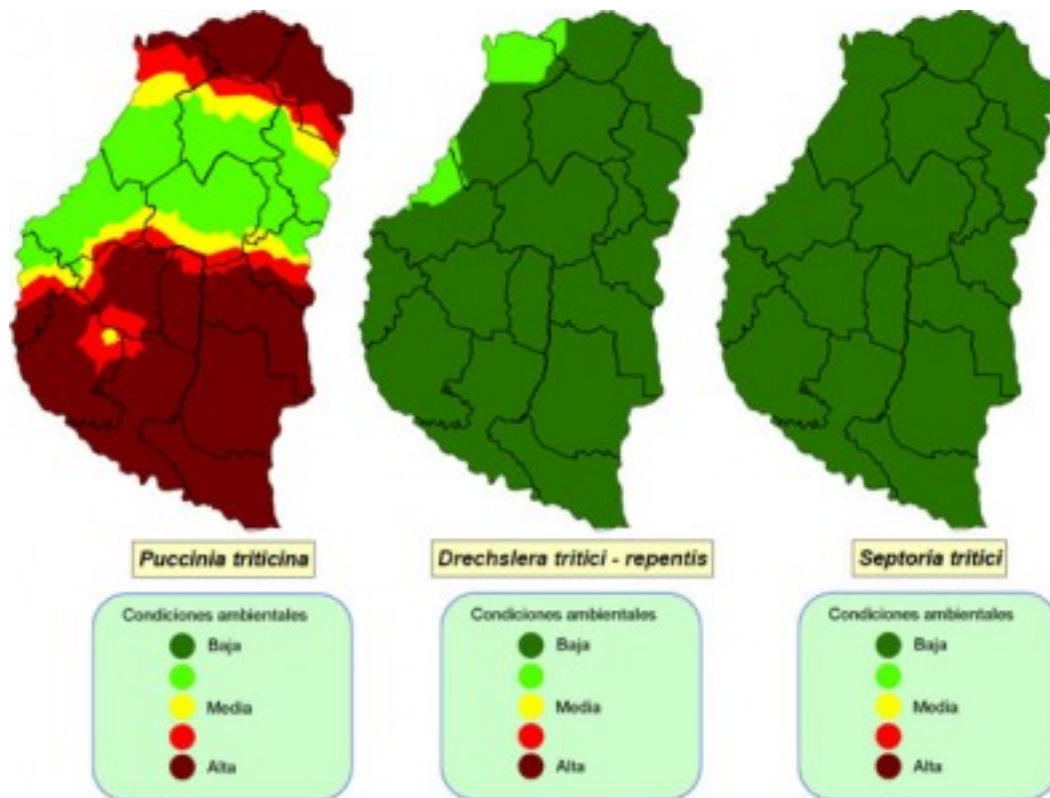 Puccinia triticina
Drechslera tritici - repentis
Septoria tritici
Condiciones ambientales
Baja
Media
Alta
Condiciones ambientales
Baja
Media
Alta
Condiciones ambientales
Baja
Media
Alta